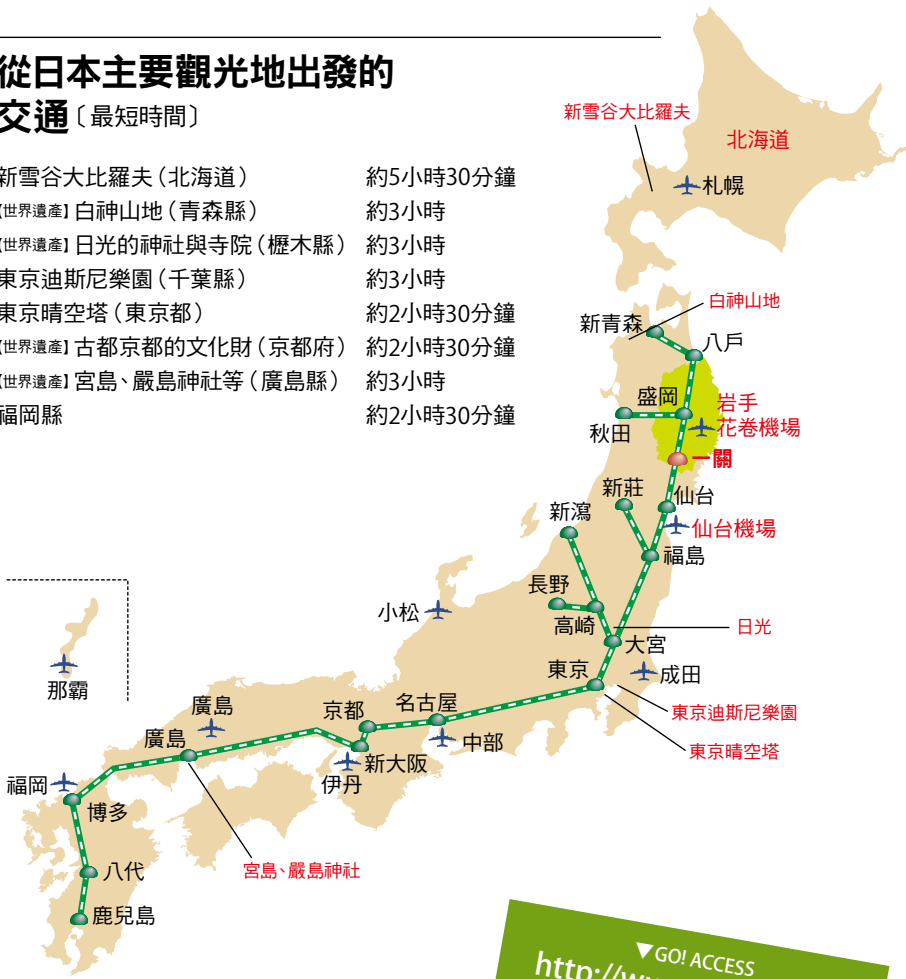 從日本主要觀光地出發的
交通〔最短時間〕
新雪谷大比羅夫（北海道） 約5小時30分鐘
【世界遺產】白神山地（青森縣） 約3小時
【世界遺產】日光的神社與寺院（櫪木縣） 約3小時
東京迪斯尼樂園（千葉縣） 約3小時
東京晴空塔（東京都） 約2小時30分鐘
【世界遺產】古都京都的文化財（京都府） 約2小時30分鐘
【世界遺產】宮島、嚴島神社等（廣島縣） 約3小時
福岡縣 約2小時30分鐘
新雪谷大比羅夫
北海道
札幌
白神山地
新青森
八戶
盛岡
岩手
花卷機場
秋田
一關
新莊
仙台
新瀉
仙台機場
福島
長野
小松
高崎
日光
大宮
那霸
東京
成田
東京迪斯尼樂園
廣島
京都
名古屋
東京晴空塔
廣島
中部
新大阪
伊丹
福岡
博多
宮島、嚴島神社
八代
鹿兒島
▼GO! ACCESS